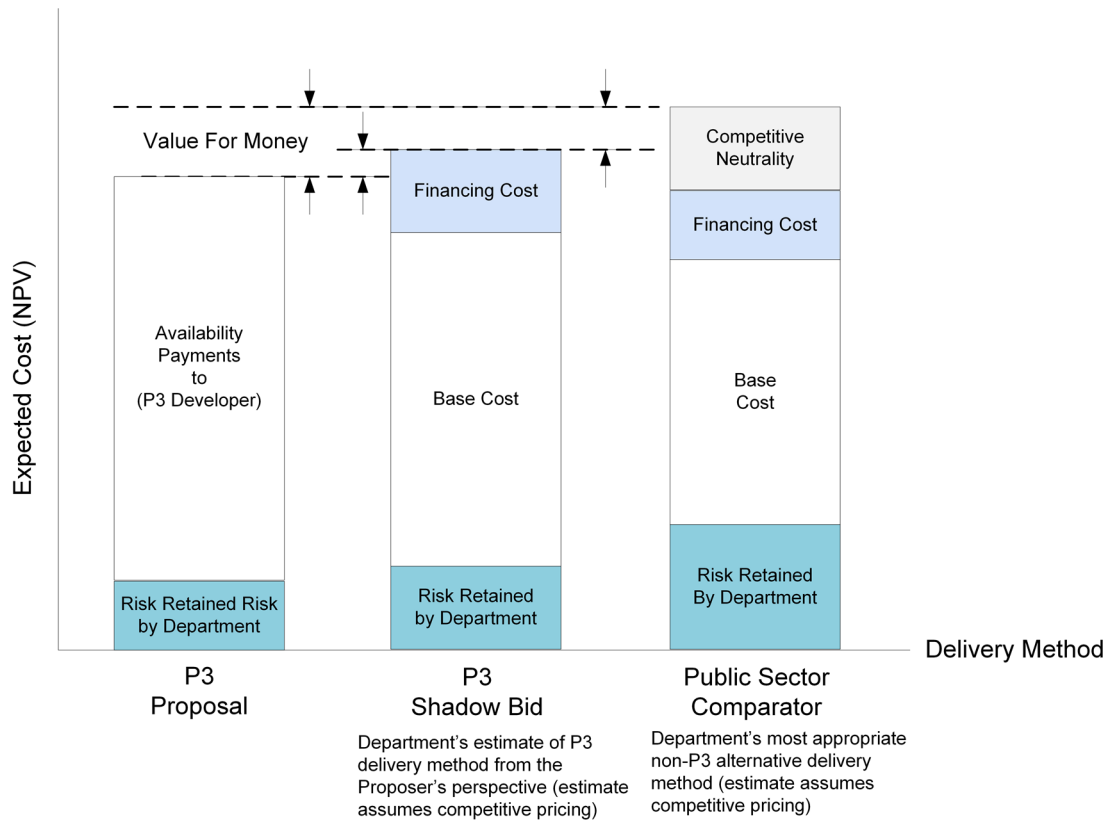 Expected Cost (NPV)
Value For Money
Availability
Payments
to
(P3 Developer)
Risk Retained Risk
by Department
Financing Cost
Base Cost
Risk Retained
by Department
Competitive
Neutrality
Financing Cost
Base
Cost
Risk Retained
By Department
Delivery Method
P3
Proposal
P3
Shadow Bid
Department’s estimate of P3
delivery method from the
Proposer’s perspective (estimate
assumes competitive pricing)
Public Sector
Comparator
Department’s most appropriate
non-P3 alternative delivery
method (estimate assumes
competitive pricing)